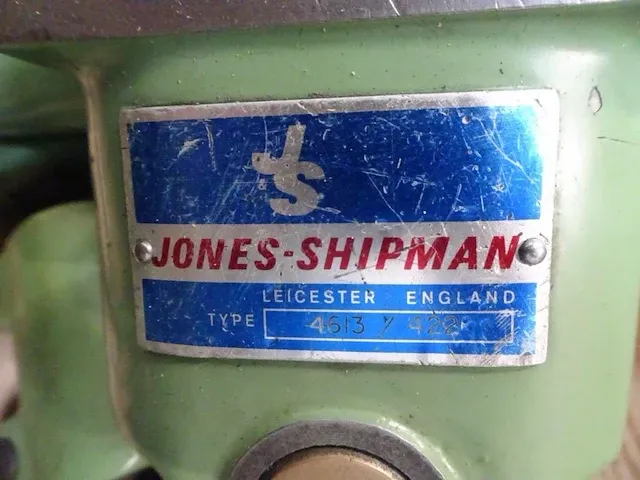 J&S
JONES-SHIPMAN
LEICESTER ENGLAND
TYPE 4613 / 422